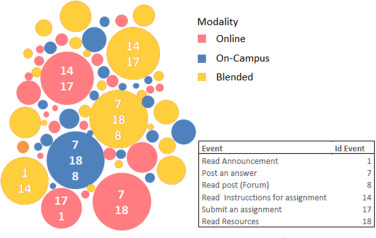 Modality
Online
On-Campus
Blended
14
17
14
17
7
18
8
7
18
8
1
14
17
1
7
18
Event Id Event
Read Announcement 1
Post an answer 7
Read post (Forum) 8
Read Instrucctions for assignment 14
Submit an assignment 17
Read Resources 18